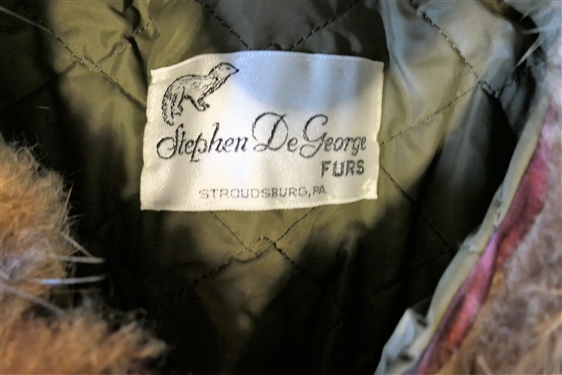 Stephen De George
FURS
STROUDSBURG, PA